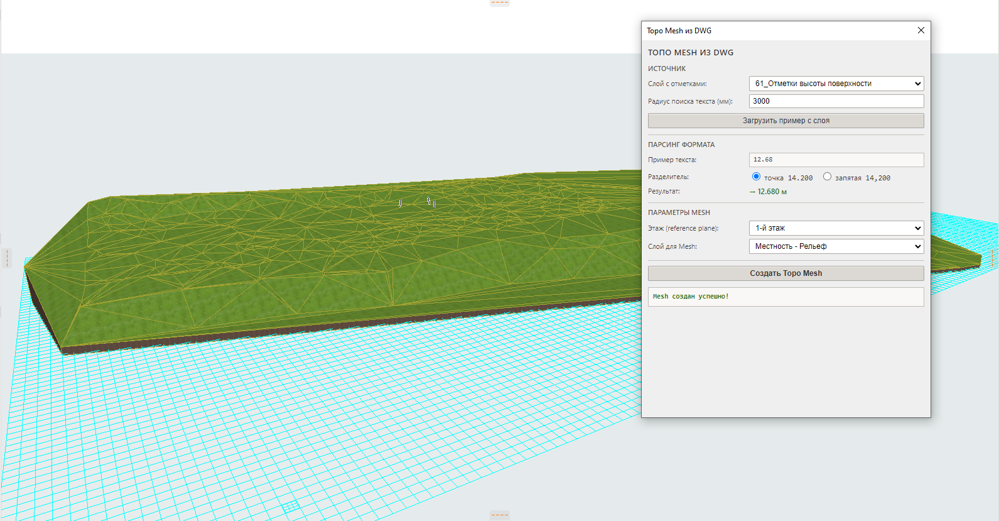 Topo Mesh из DWG
ТОПО MESH ИЗ DWG
ИСТОЧНИК
Слой с отметками: 61_Отметки высоты поверхности
Радиус поиска текста (мм): 3000
Загрузить пример с слоя
ПАРСИНГ ФОРМАТА
Пример текста: 12.68
Разделитель: точка 14.200 запятая 14,200
Результат: → 12.680 м
ПАРАМЕТРЫ MESH
Этаж (reference plane): 1-й этаж
Слой для Mesh: Местность - Рельеф
Создать Topo Mesh
Mesh создан успешно!